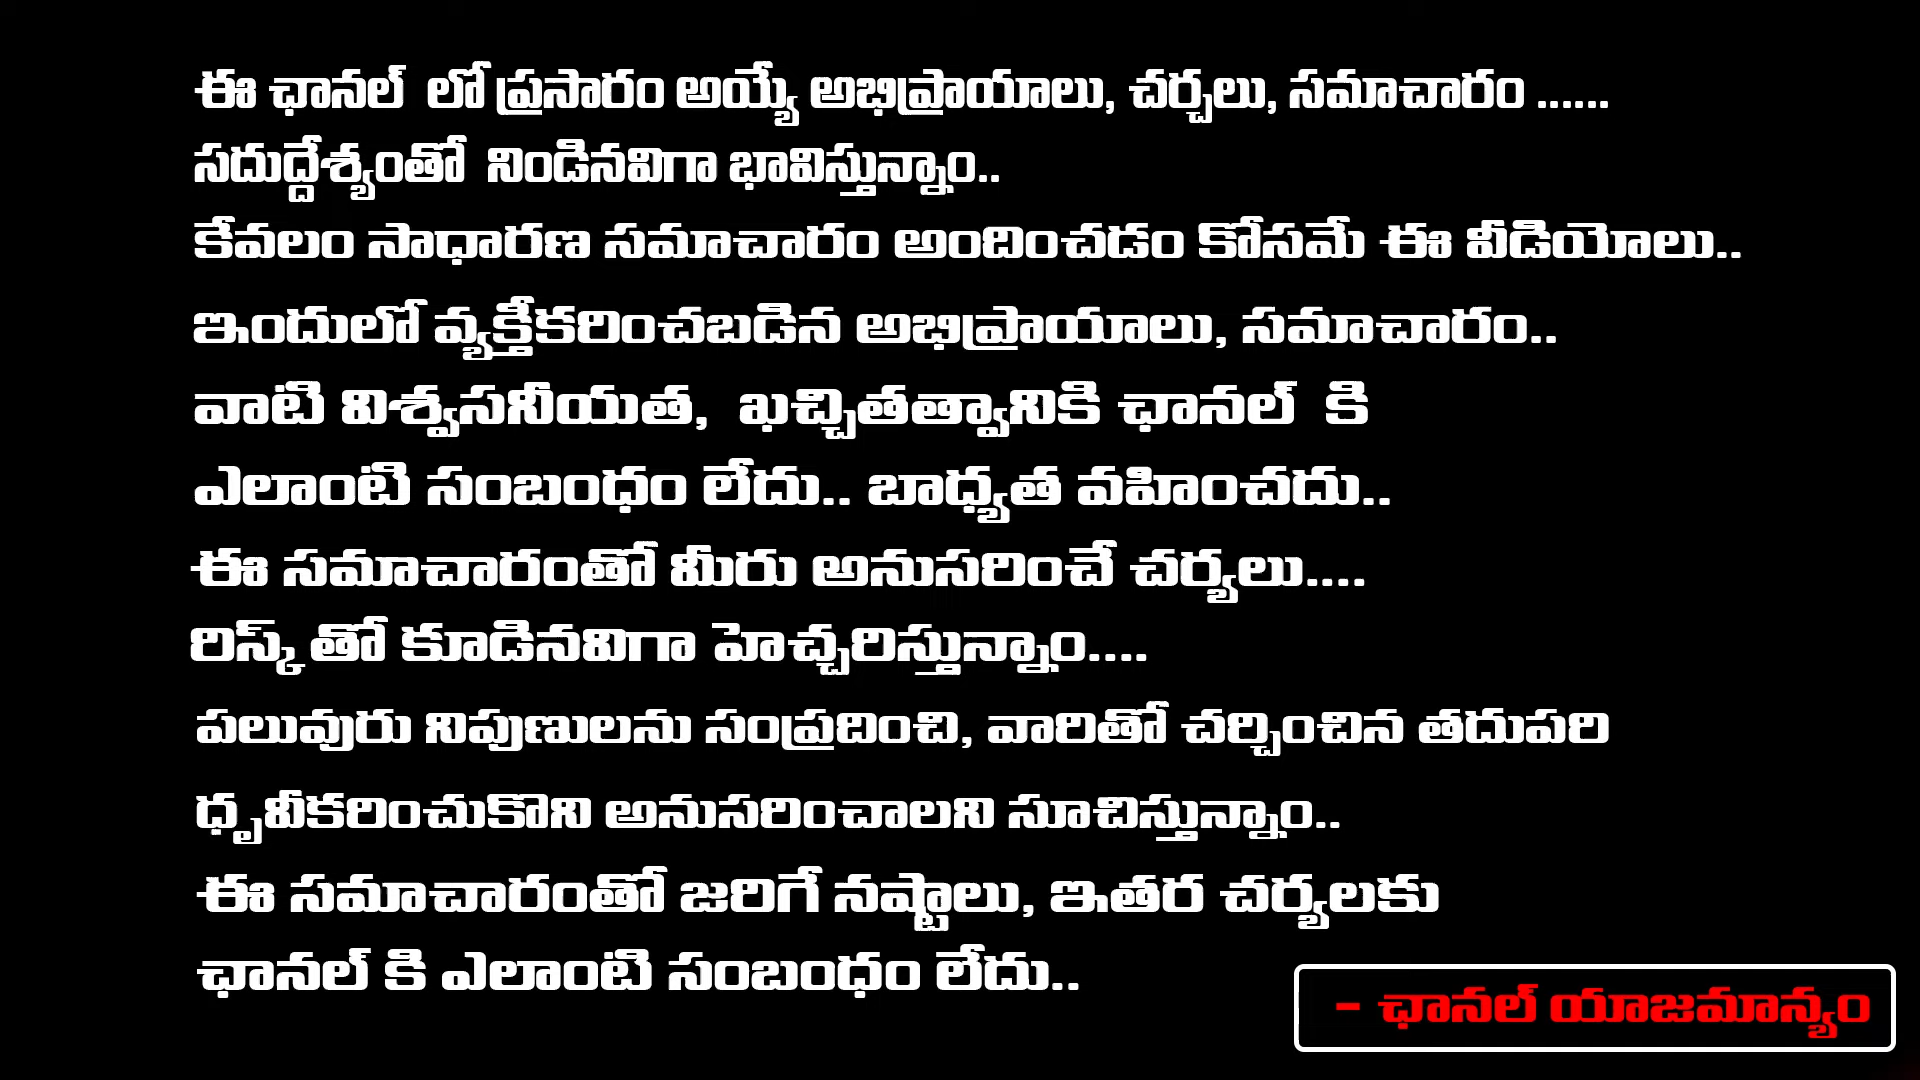 ఈ ఛానల్ లో ప్రసారం అయ్యే అభిప్రాయాలు, చర్చలు, సమాచారం ......
సదుద్దేశ్యంతో నిండినవిగా భావిస్తున్నాం..
కేవలం సాధారణ సమాచారం అందించడం కోసమే ఈ వీడియోలు..
ఇందులో వ్యక్తీకరించబడిన అభిప్రాయాలు, సమాచారం..
వాటి విశ్వసనీయత, ఖచ్చితత్వానికి ఛానల్ కి
ఎలాంటి సంబంధం లేదు.. బాధ్యత వహించదు..
ఈ సమాచారంతో మీరు అనుసరించే చర్యలు....
రిస్క్ తో కూడినవిగా హెచ్చరిస్తున్నాం....
పలువురు నిపుణులను సంప్రదించి, వారితో చర్చించిన తదుపరి
ధృవీకరించుకొని అనుసరించాలని సూచిస్తున్నాం..
ఈ సమాచారంతో జరిగే నష్టాలు, ఇతర చర్యలకు
ఛానల్ కి ఎలాంటి సంబంధం లేదు..
- ఛానల్ యాజమాన్యం